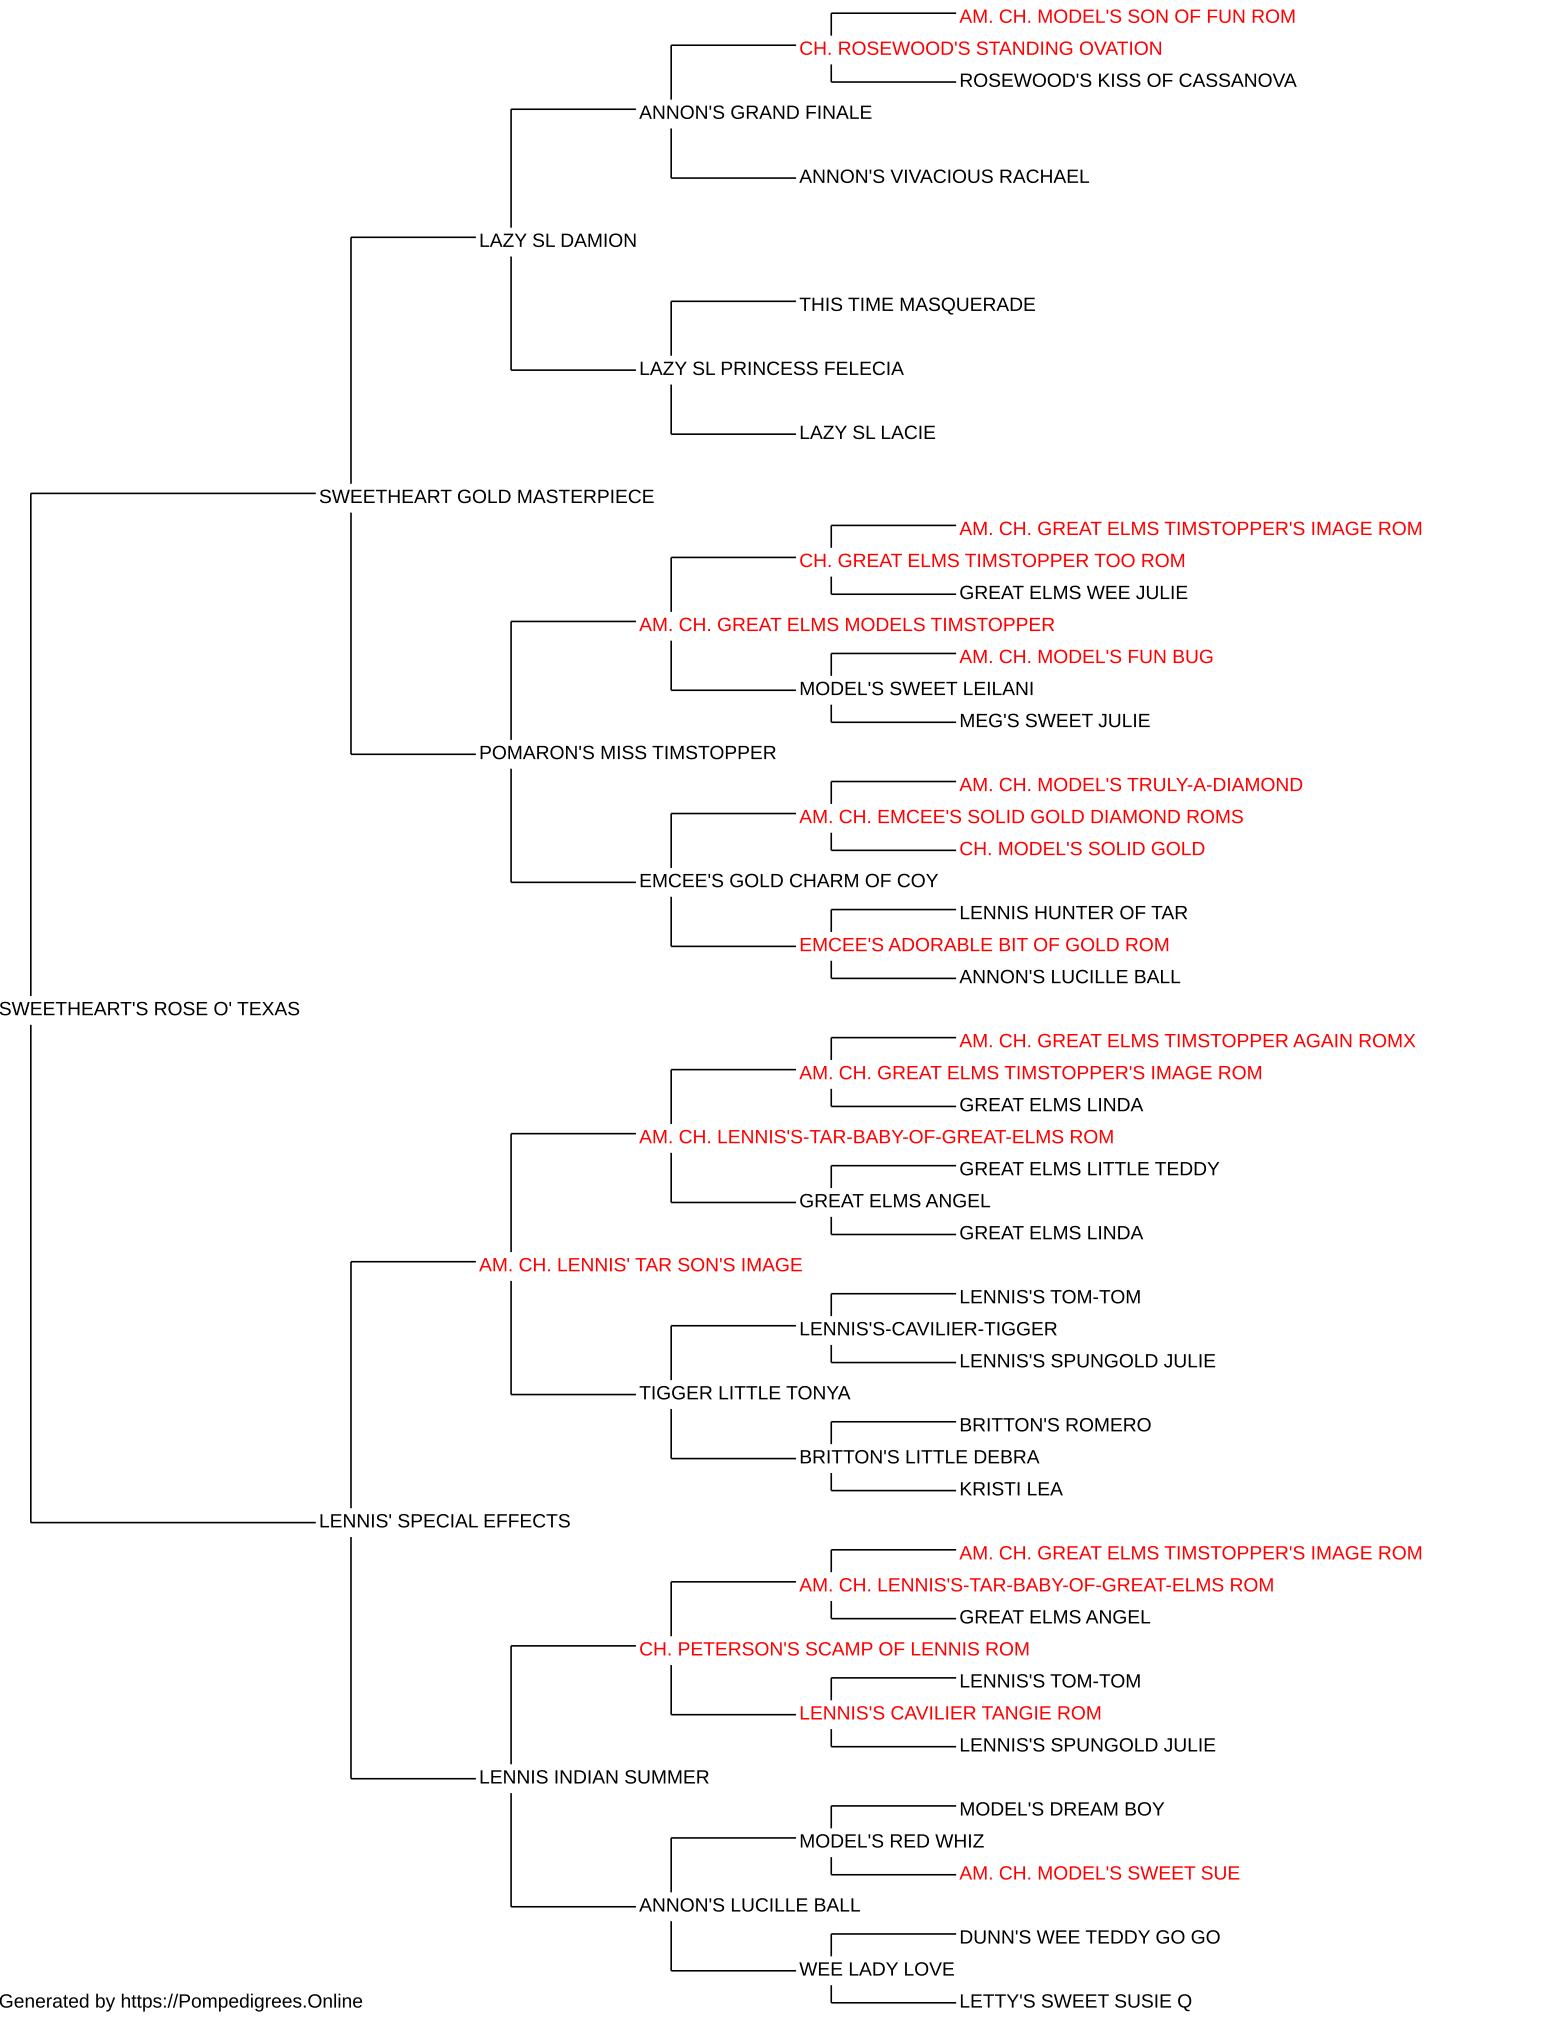 AM. CH. MODEL'S SON OF FUN ROM
CH. ROSEWOOD'S STANDING OVATION
ROSEWOOD'S KISS OF CASSANOVA
ANNON'S GRAND FINALE
ANNON'S VIVACIOUS RACHAEL
LAZY SL DAMION
THIS TIME MASQUERADE
LAZY SL PRINCESS FELECIA
LAZY SL LACIE
SWEETHEART GOLD MASTERPIECE
AM. CH. GREAT ELMS TIMSTOPPER'S IMAGE ROM
CH. GREAT ELMS TIMSTOPPER TOO ROM
GREAT ELMS WEE JULIE
AM. CH. GREAT ELMS MODELS TIMSTOPPER
AM. CH. MODEL'S FUN BUG
MODEL'S SWEET LEILANI
MEG'S SWEET JULIE
POMARON'S MISS TIMSTOPPER
AM. CH. MODEL'S TRULY-A-DIAMOND
AM. CH. EMCEE'S SOLID GOLD DIAMOND ROMS
CH. MODEL'S SOLID GOLD
EMCEE'S GOLD CHARM OF COY
LENNIS HUNTER OF TAR
EMCEE'S ADORABLE BIT OF GOLD ROM
ANNON'S LUCILLE BALL
SWEETHEART'S ROSE O' TEXAS
AM. CH. GREAT ELMS TIMSTOPPER AGAIN ROMX
AM. CH. GREAT ELMS TIMSTOPPER'S IMAGE ROM
GREAT ELMS LINDA
AM. CH. LENNIS'S-TAR-BABY-OF-GREAT-ELMS ROM
GREAT ELMS LITTLE TEDDY
GREAT ELMS ANGEL
GREAT ELMS LINDA
AM. CH. LENNIS' TAR SON'S IMAGE
LENNIS'S TOM-TOM
LENNIS'S-CAVILIER-TIGGER
LENNIS'S SPUNGOLD JULIE
TIGGER LITTLE TONYA
BRITTON'S ROMERO
BRITTON'S LITTLE DEBRA
KRISTI LEA
LENNIS' SPECIAL EFFECTS
AM. CH. GREAT ELMS TIMSTOPPER'S IMAGE ROM
AM. CH. LENNIS'S-TAR-BABY-OF-GREAT-ELMS ROM
GREAT ELMS ANGEL
CH. PETERSON'S SCAMP OF LENNIS ROM
LENNIS'S TOM-TOM
LENNIS'S CAVILIER TANGIE ROM
LENNIS'S SPUNGOLD JULIE
LENNIS INDIAN SUMMER
MODEL'S DREAM BOY
MODEL'S RED WHIZ
AM. CH. MODEL'S SWEET SUE
ANNON'S LUCILLE BALL
DUNN'S WEE TEDDY GO GO
WEE LADY LOVE
LETTY'S SWEET SUSIE Q
Generated by https://Pompedigrees.Online